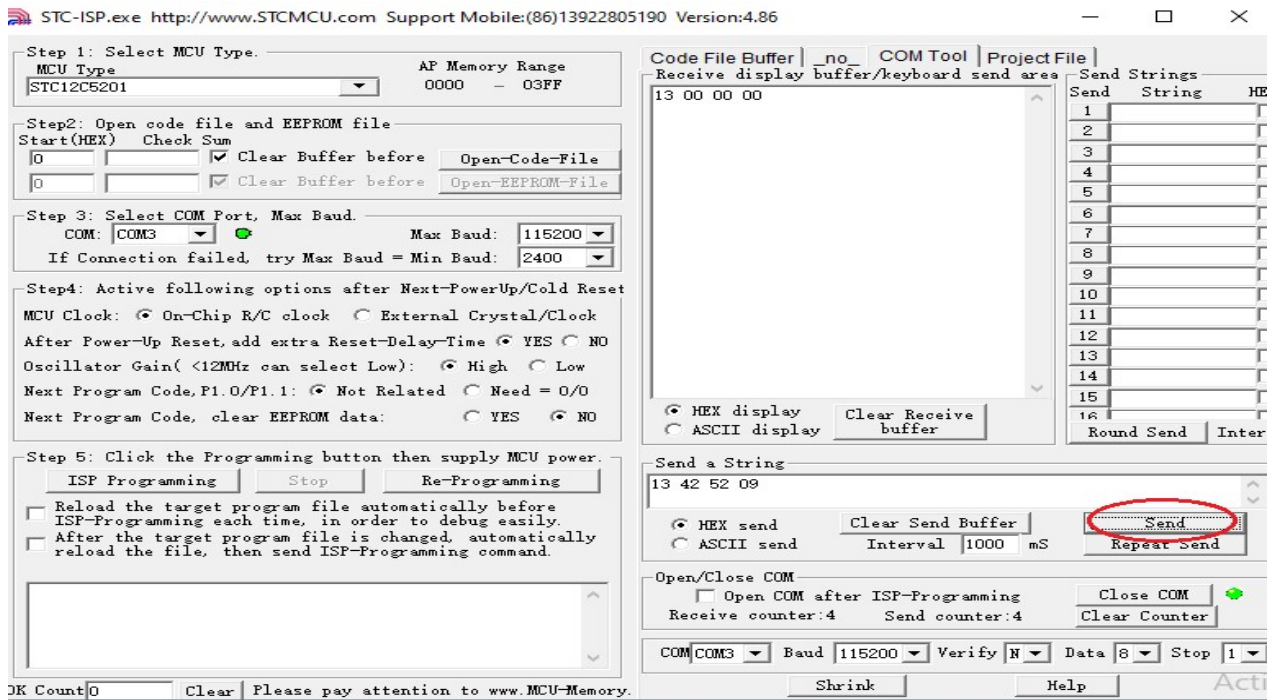 STC-ISP.exe http://www.STCMCU.com Support Mobile:(86)13922805190 Version:4.86
Step 1: Select MCU Type.
MCU Type AP Memory Range
STC12C5201 0000 - 03FF
Step2: Open code file and EEPROM file
Start(HEX) Check Sum
0 Clear Buffer before Open-Code-File
0 Clear Buffer before Open-EEPROM-File
Step 3: Select COM Port, Max Baud.
COM: COM3 Max Baud: 115200
If Connection failed, try Max Baud = Min Baud: 2400
Step4: Active following options after Next-PowerUp/Cold Reset
MCU Clock: On-Chip R/C clock External Crystal/Clock
After Power-Up Reset, add extra Reset-Delay-Time YES NO
Oscillator Gain( <12MHz can select Low): High Low
Next Program Code, P1.0/P1.1: Not Related Need = 0/0
Next Program Code, clear EEPROM data: YES NO
Step 5: Click the Programming button then supply MCU power.
ISP Programming Stop Re-Programming
Reload the target program file automatically before
ISP-Programming each time, in order to debug easily.
After the target program file is changed, automatically
reload the file, then send ISP-Programming command.
OK Count 0 Clear Please pay attention to www.MCU-Memory.
Code File Buffer _no_ COM Tool Project File
Receive display buffer/keyboard send area
13 00 00 00
HEX display
ASCII display
Clear Receive
buffer
Send Strings
Send String HE
1
2
3
4
5
6
7
8
9
10
11
12
13
14
15
16
Round Send Inter
Send a String
13 42 52 09
HEX send Clear Send Buffer Send
ASCII send Interval 1000 mS Repeat Send
Open/Close COM
Open COM after ISP-Programming Close COM
Receive counter:4 Send counter:4 Clear Counter
COM COM3 Baud 115200 Verify N Data 8 Stop 1
Shrink Help Acti